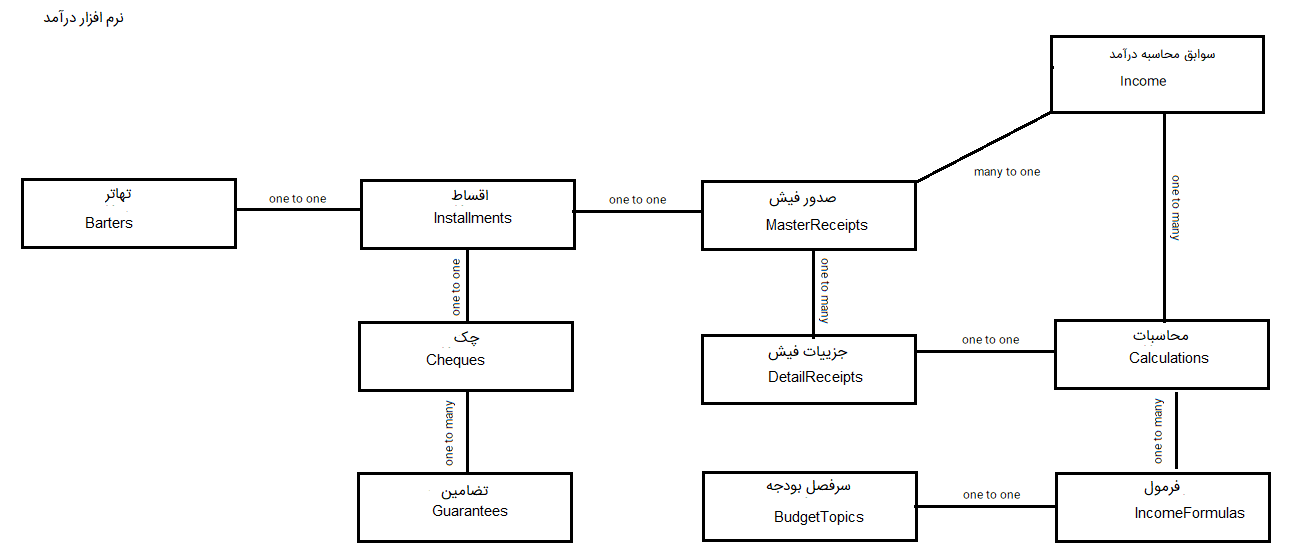 نرم افزار درآمد
سوابق محاسبه درآمد
Income
many to one
one to many
تهاتر
Barters
one to one
اقساط
Installments
one to one
صدور فیش
MasterReceipts
one to one
one to many
چک
Cheques
جزییات فیش
DetailReceipts
one to one
محاسبات
Calculations
one to many
one to many
تضامین
Guarantees
سرفصل بودجه
BudgetTopics
one to one
فرمول
IncomeFormulas